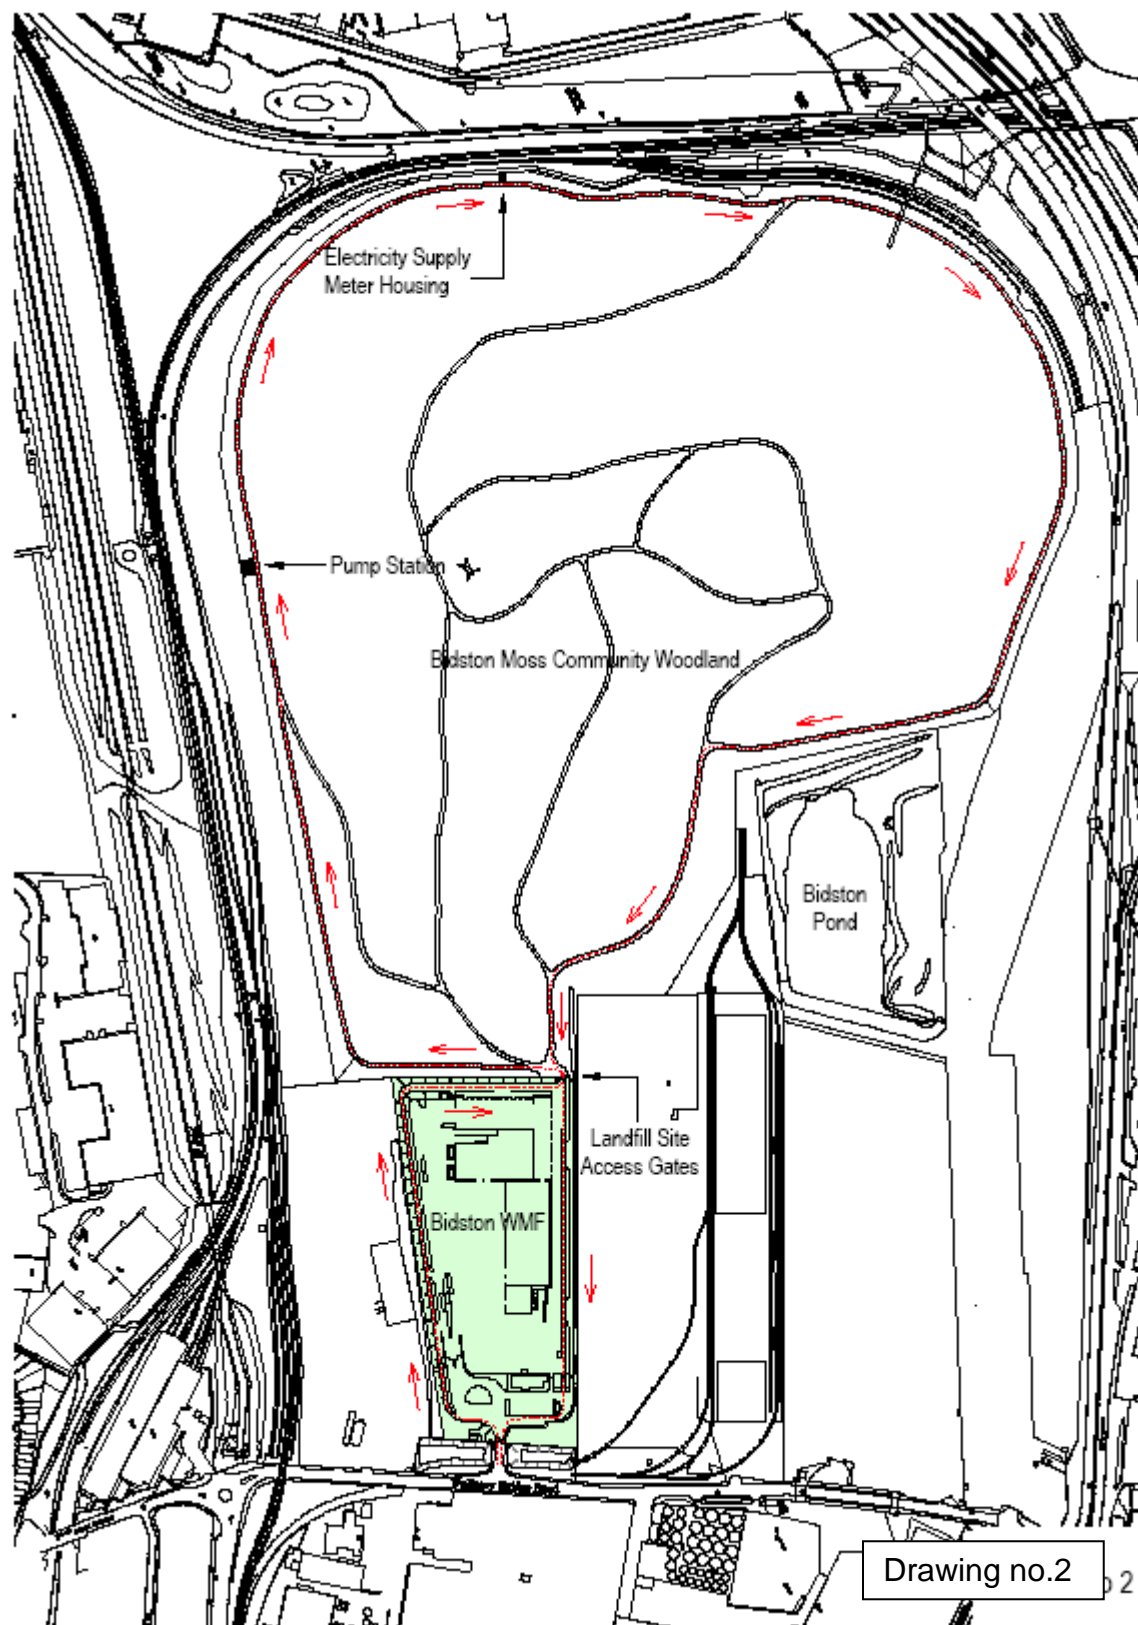 Electricity Supply
Meter Housing
Pump Station
Bidston Moss Community Woodland
Bidston
Pond
Landfill Site
Access Gates
Bidston WMF
Drawing no.2
o 2